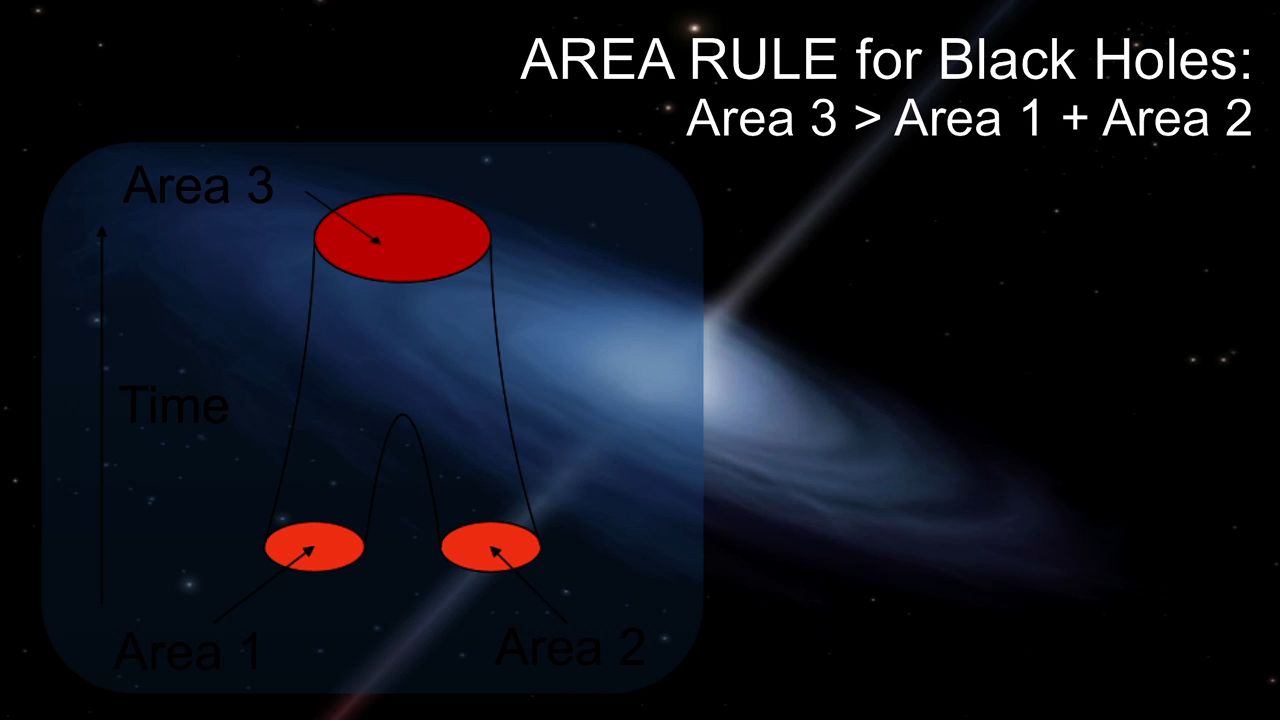 AREA RULE for Black Holes:
Area 3 > Area 1 + Area 2
Area 3
Time
Area 1
Area 2